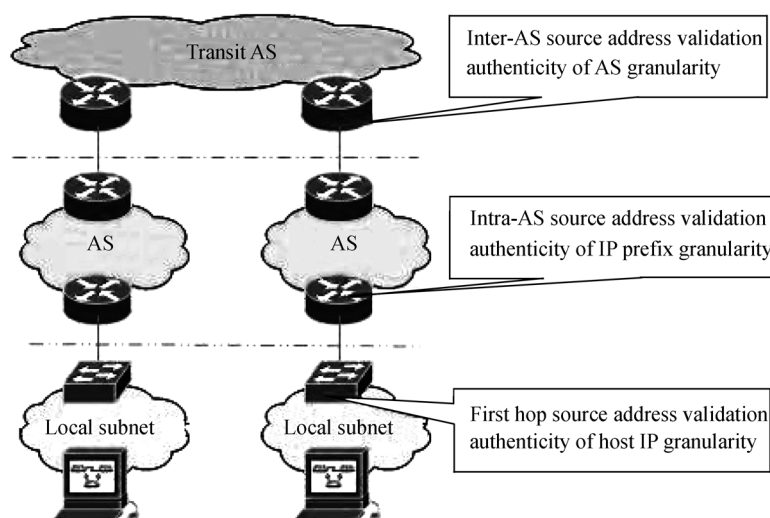 Transit AS
Inter-AS source address validation
authenticity of AS granularity
AS
AS
Intra-AS source address validation
authenticity of IP prefix granularity
Local subnet
Local subnet
First hop source address validation
authenticity of host IP granularity